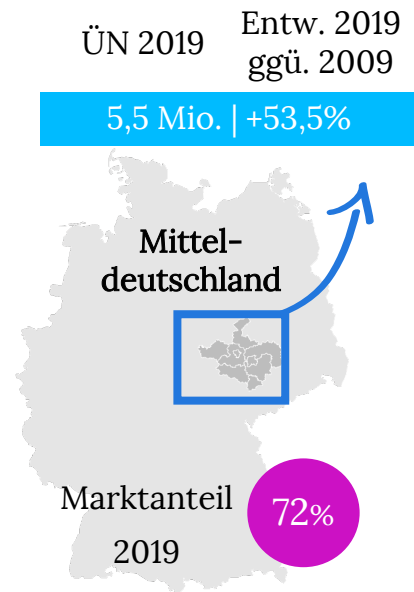 ÜN 2019
Entw. 2019
ggü. 2009
5,5 Mio. | +53,5%
Mittel-
deutschland
Marktanteil
2019
72%